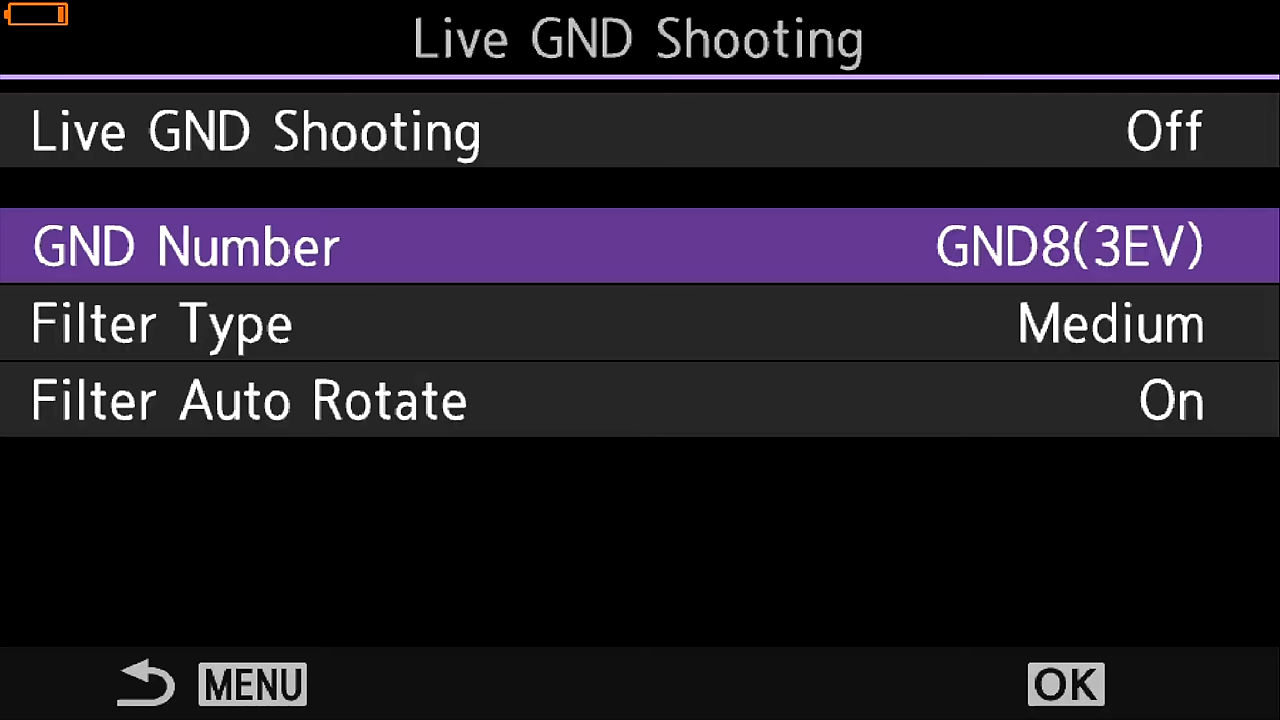 Live GND Shooting
Live GND Shooting Off
GND Number GND8(3EV)
Filter Type Medium
Filter Auto Rotate On
MENU OK